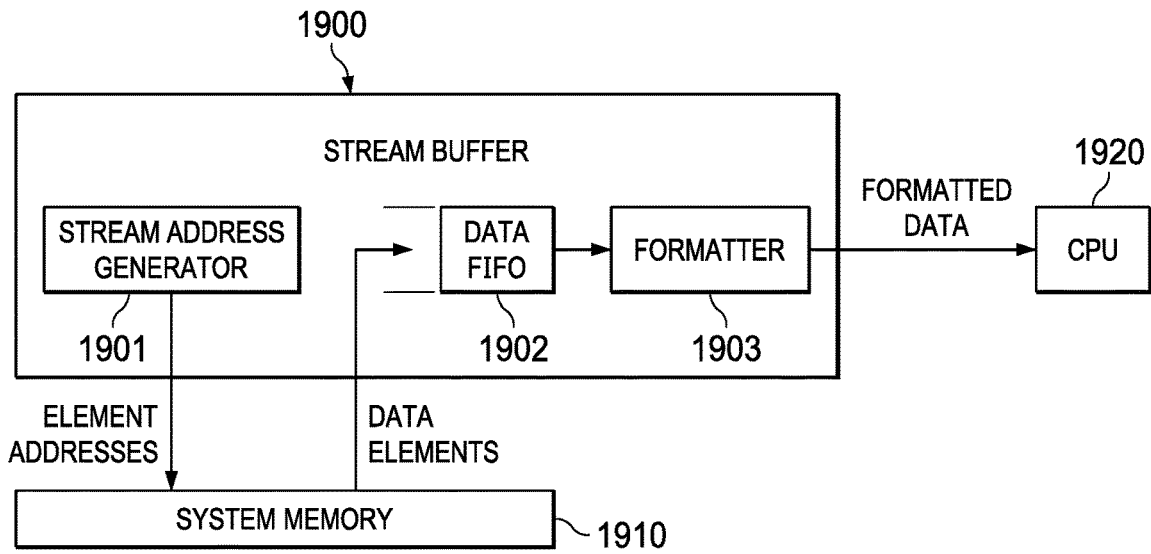 1900
STREAM BUFFER
1920
FORMATTED
DATA
STREAM ADDRESS
GENERATOR
DATA
FIFO
FORMATTER
CPU
1901
1902
1903
ELEMENT
ADDRESSES
DATA
ELEMENTS
SYSTEM MEMORY
1910